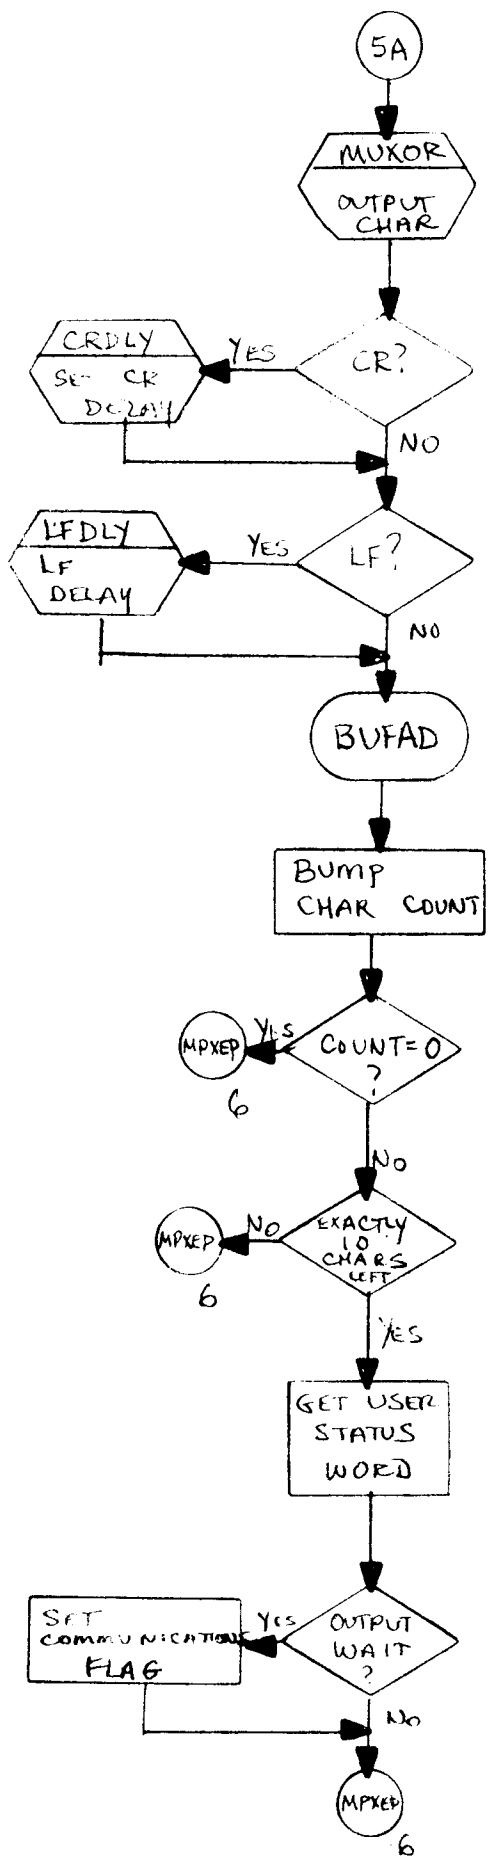 5A
MUXOR
OUTPUT
CHAR
CR?
YES
CRDLY
SET CR
DELAY
NO
LF?
YES
LFDLY
LF
DELAY
NO
BUFAD
BUMP
CHAR COUNT
COUNT=0
?
YES
MPXEP
6
NO
EXACTLY
10
CHARS
LEFT
NO
MPXEP
6
YES
GET USER
STATUS
WORD
OUTPUT
WAIT
?
YES
SET
COMMUNICATIONS
FLAG
NO
MPXEP
6